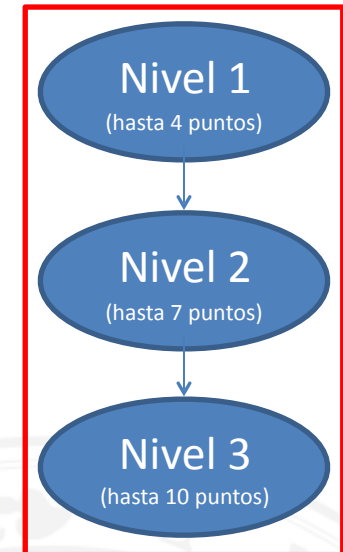 Nivel 1
(hasta 4 puntos)
Nivel 2
(hasta 7 puntos)
Nivel 3
(hasta 10 puntos)